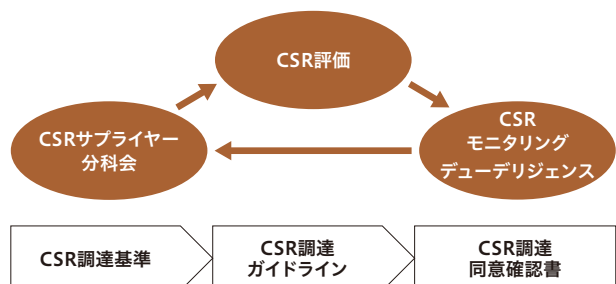 CSR評価
CSRサプライヤー
分科会
CSR
モニタリング
デューデリジェンス
CSR調達基準
CSR調達
ガイドライン
CSR調達
同意確認書